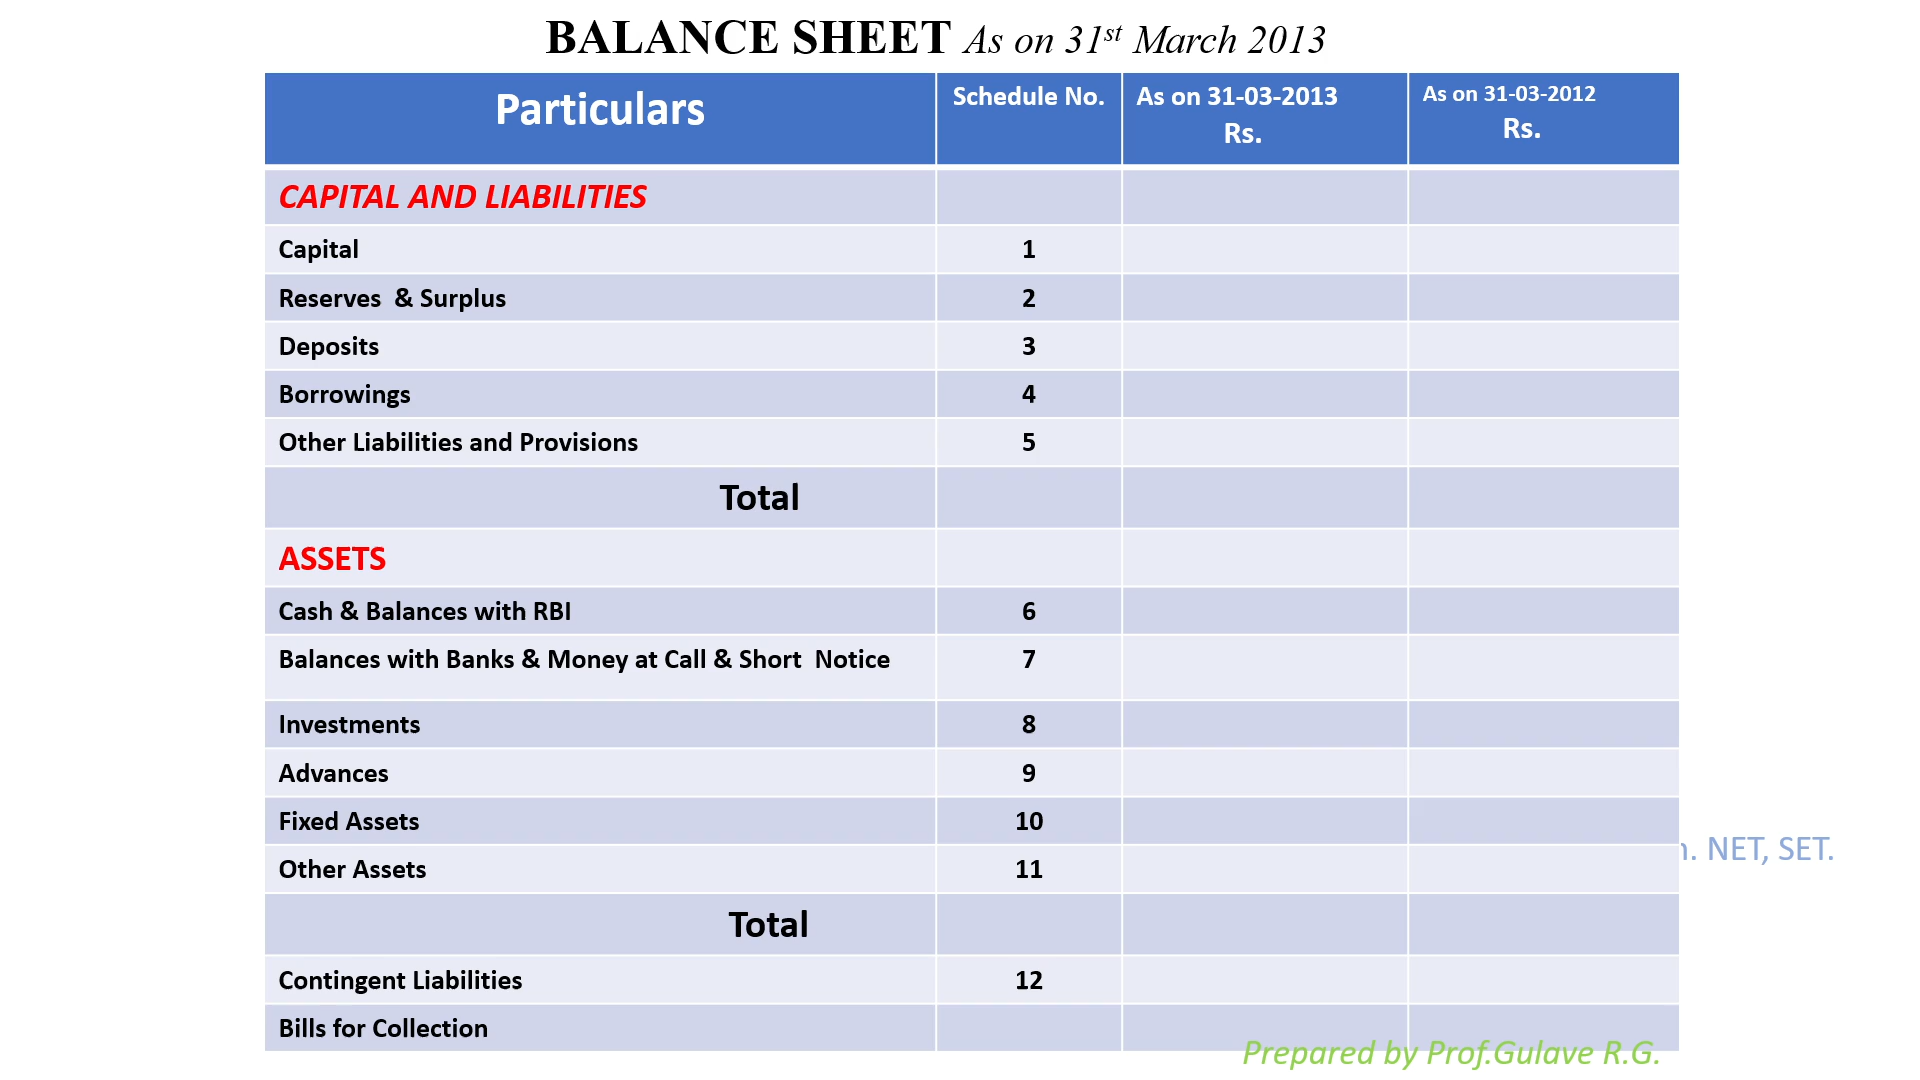 BALANCE SHEET As on 31st March 2013
Particulars Schedule No. As on 31-03-2013 As on 31-03-2012
Rs. Rs.
CAPITAL AND LIABILITIES
Capital 1
Reserves & Surplus 2
Deposits 3
Borrowings 4
Other Liabilities and Provisions 5
Total
ASSETS
Cash & Balances with RBI 6
Balances with Banks & Money at Call & Short Notice 7
Investments 8
Advances 9
Fixed Assets 10
NET, SET.
Other Assets 11
Total
Contingent Liabilities 12
Bills for Collection
Prepared by Prof.Gulave R.G.